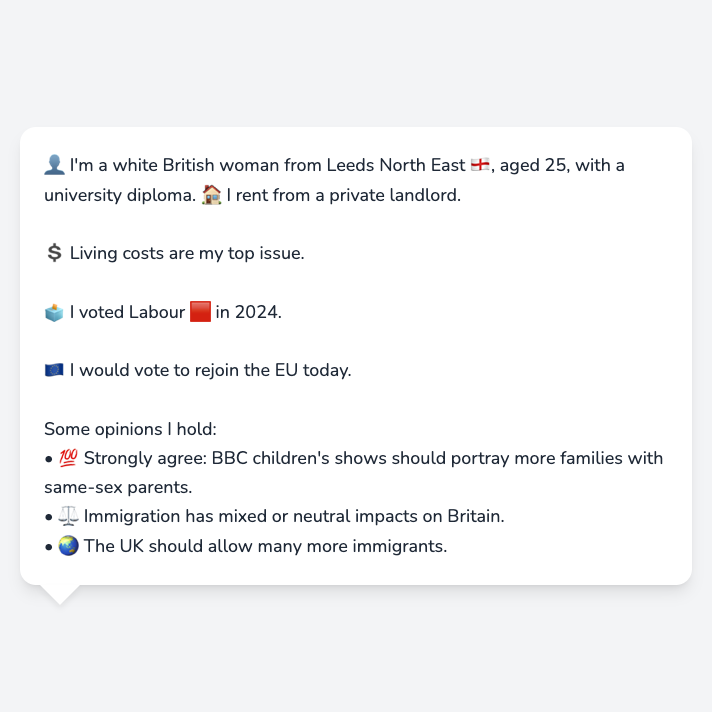 👤 I'm a white British woman from Leeds North East 🏴󠁧󠁢󠁥󠁮󠁧󠁿, aged 25, with a
university diploma. 🏠 I rent from a private landlord.
💲 Living costs are my top issue.
🗳️ I voted Labour 🟥 in 2024.
🇪🇺 I would vote to rejoin the EU today.
Some opinions I hold:
• 💯 Strongly agree: BBC children's shows should portray more families with
same-sex parents.
• ⚖️ Immigration has mixed or neutral impacts on Britain.
• 🌏 The UK should allow many more immigrants.